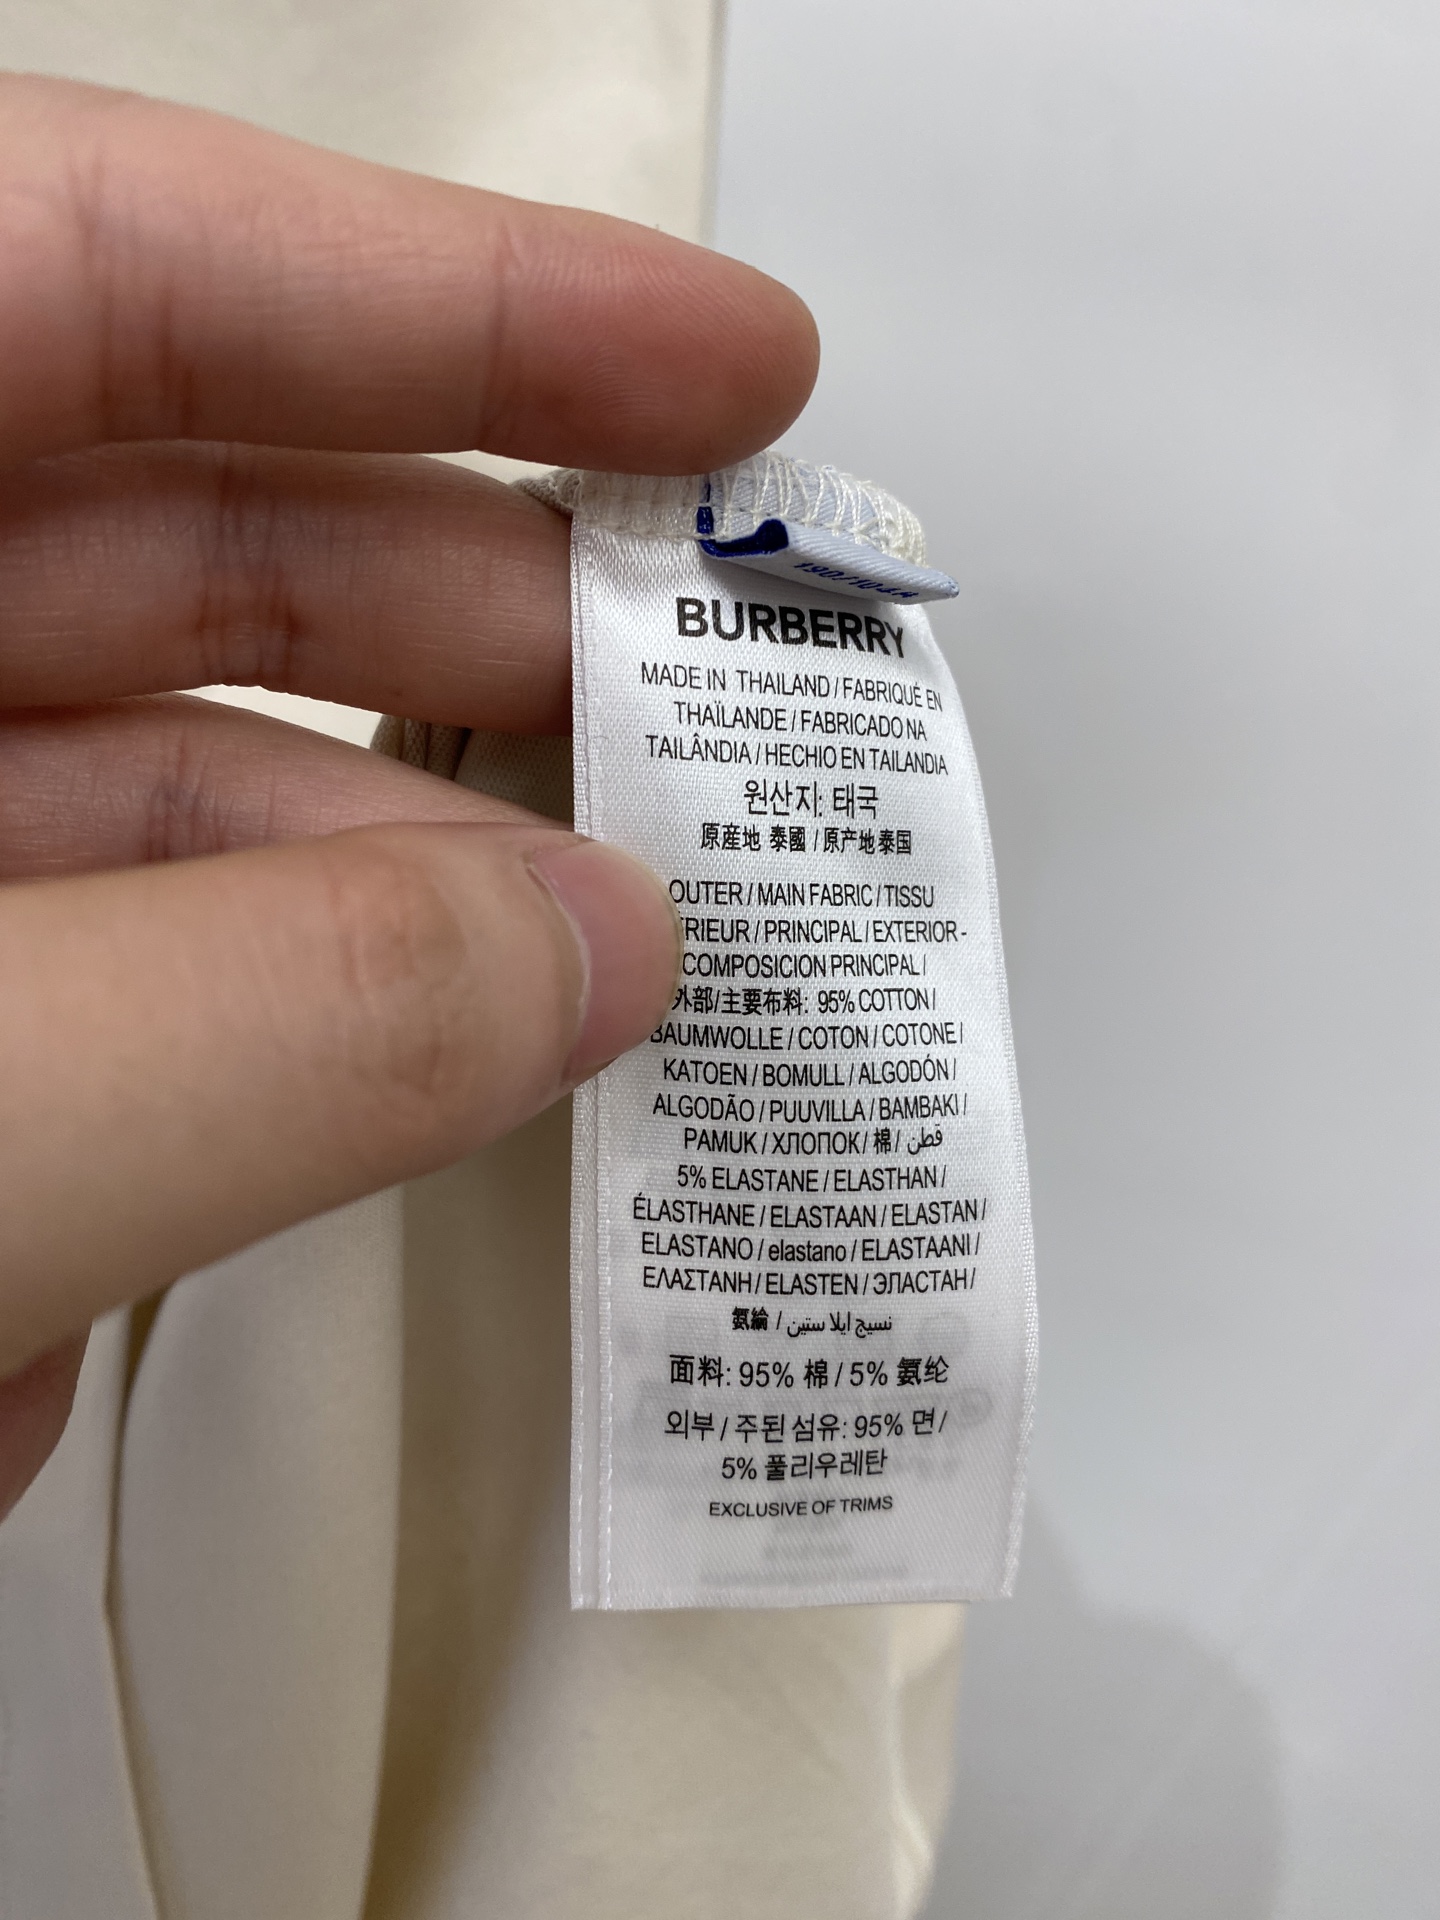 190/104A
BURBERRY
MADE IN THAILAND / FABRIQUÉ EN
THAÏLANDE / FABRICADO NA
TAILÂNDIA / HECHIO EN TAILANDIA
원산지: 태국
原産地 泰國 / 原产地泰国
OUTER / MAIN FABRIC / TISSU
RIEUR / PRINCIPAL / EXTERIOR -
COMPOSICION PRINCIPAL /
外部/主要布料: 95% COTTON /
BAUMWOLLE / COTON / COTONE /
KATOEN / BOMULL / ALGODÓN /
ALGODÃO / PUUVILLA / BAMBAKI /
PAMUK / ХЛОПОК / 棉 / قطن
5% ELASTANE / ELASTHAN /
ÉLASTHANE / ELASTAAN / ELASTAN /
ELASTANO / elastano / ELASTAANI /
ΕΛΑΣΤΑΝΗ / ELASTEN / ЭЛАСТАН /
氨綸 / نسيج ايلا ستين
面料: 95% 棉 / 5% 氨纶
외부 / 주된 섬유: 95% 면 /
5% 폴리우레탄
EXCLUSIVE OF TRIMS